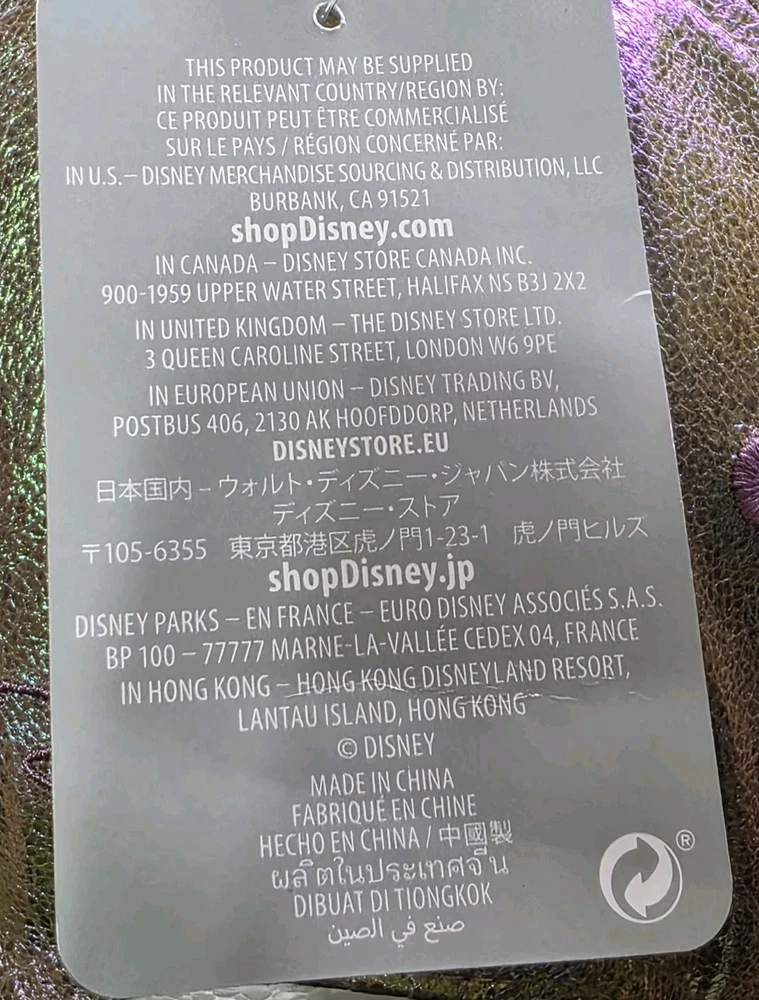 THIS PRODUCT MAY BE SUPPLIED
IN THE RELEVANT COUNTRY/REGION BY:
CE PRODUIT PEUT ÊTRE COMMERCIALISÉ
SUR LE PAYS / RÉGION CONCERNÉ PAR:
IN U.S.– DISNEY MERCHANDISE SOURCING & DISTRIBUTION, LLC
BURBANK, CA 91521
shopDisney.com
IN CANADA – DISNEY STORE CANADA INC.
900-1959 UPPER WATER STREET, HALIFAX NS B3J 2X2
IN UNITED KINGDOM – THE DISNEY STORE LTD.
3 QUEEN CAROLINE STREET, LONDON W6 9PE
IN EUROPEAN UNION – DISNEY TRADING BV,
POSTBUS 406, 2130 AK HOOFDDORP, NETHERLANDS
DISNEYSTORE.EU
日本国内 – ウォルト・ディズニー・ジャパン株式会社
ディズニー・ストア
〒105-6355 東京都港区虎ノ門1-23-1 虎ノ門ヒルズ
shopDisney.jp
DISNEY PARKS – EN FRANCE – EURO DISNEY ASSOCIÉS S.A.S.
BP 100 – 77777 MARNE-LA-VALLÉE CEDEX 04, FRANCE
IN HONG KONG – HONG KONG DISNEYLAND RESORT,
LANTAU ISLAND, HONG KONG
© DISNEY
MADE IN CHINA
FABRIQUÉ EN CHINE
HECHO EN CHINA / 中國製
ผลิตในประเทศจีน
DIBUAT DI TIONGKOK
صنع في الصين
®